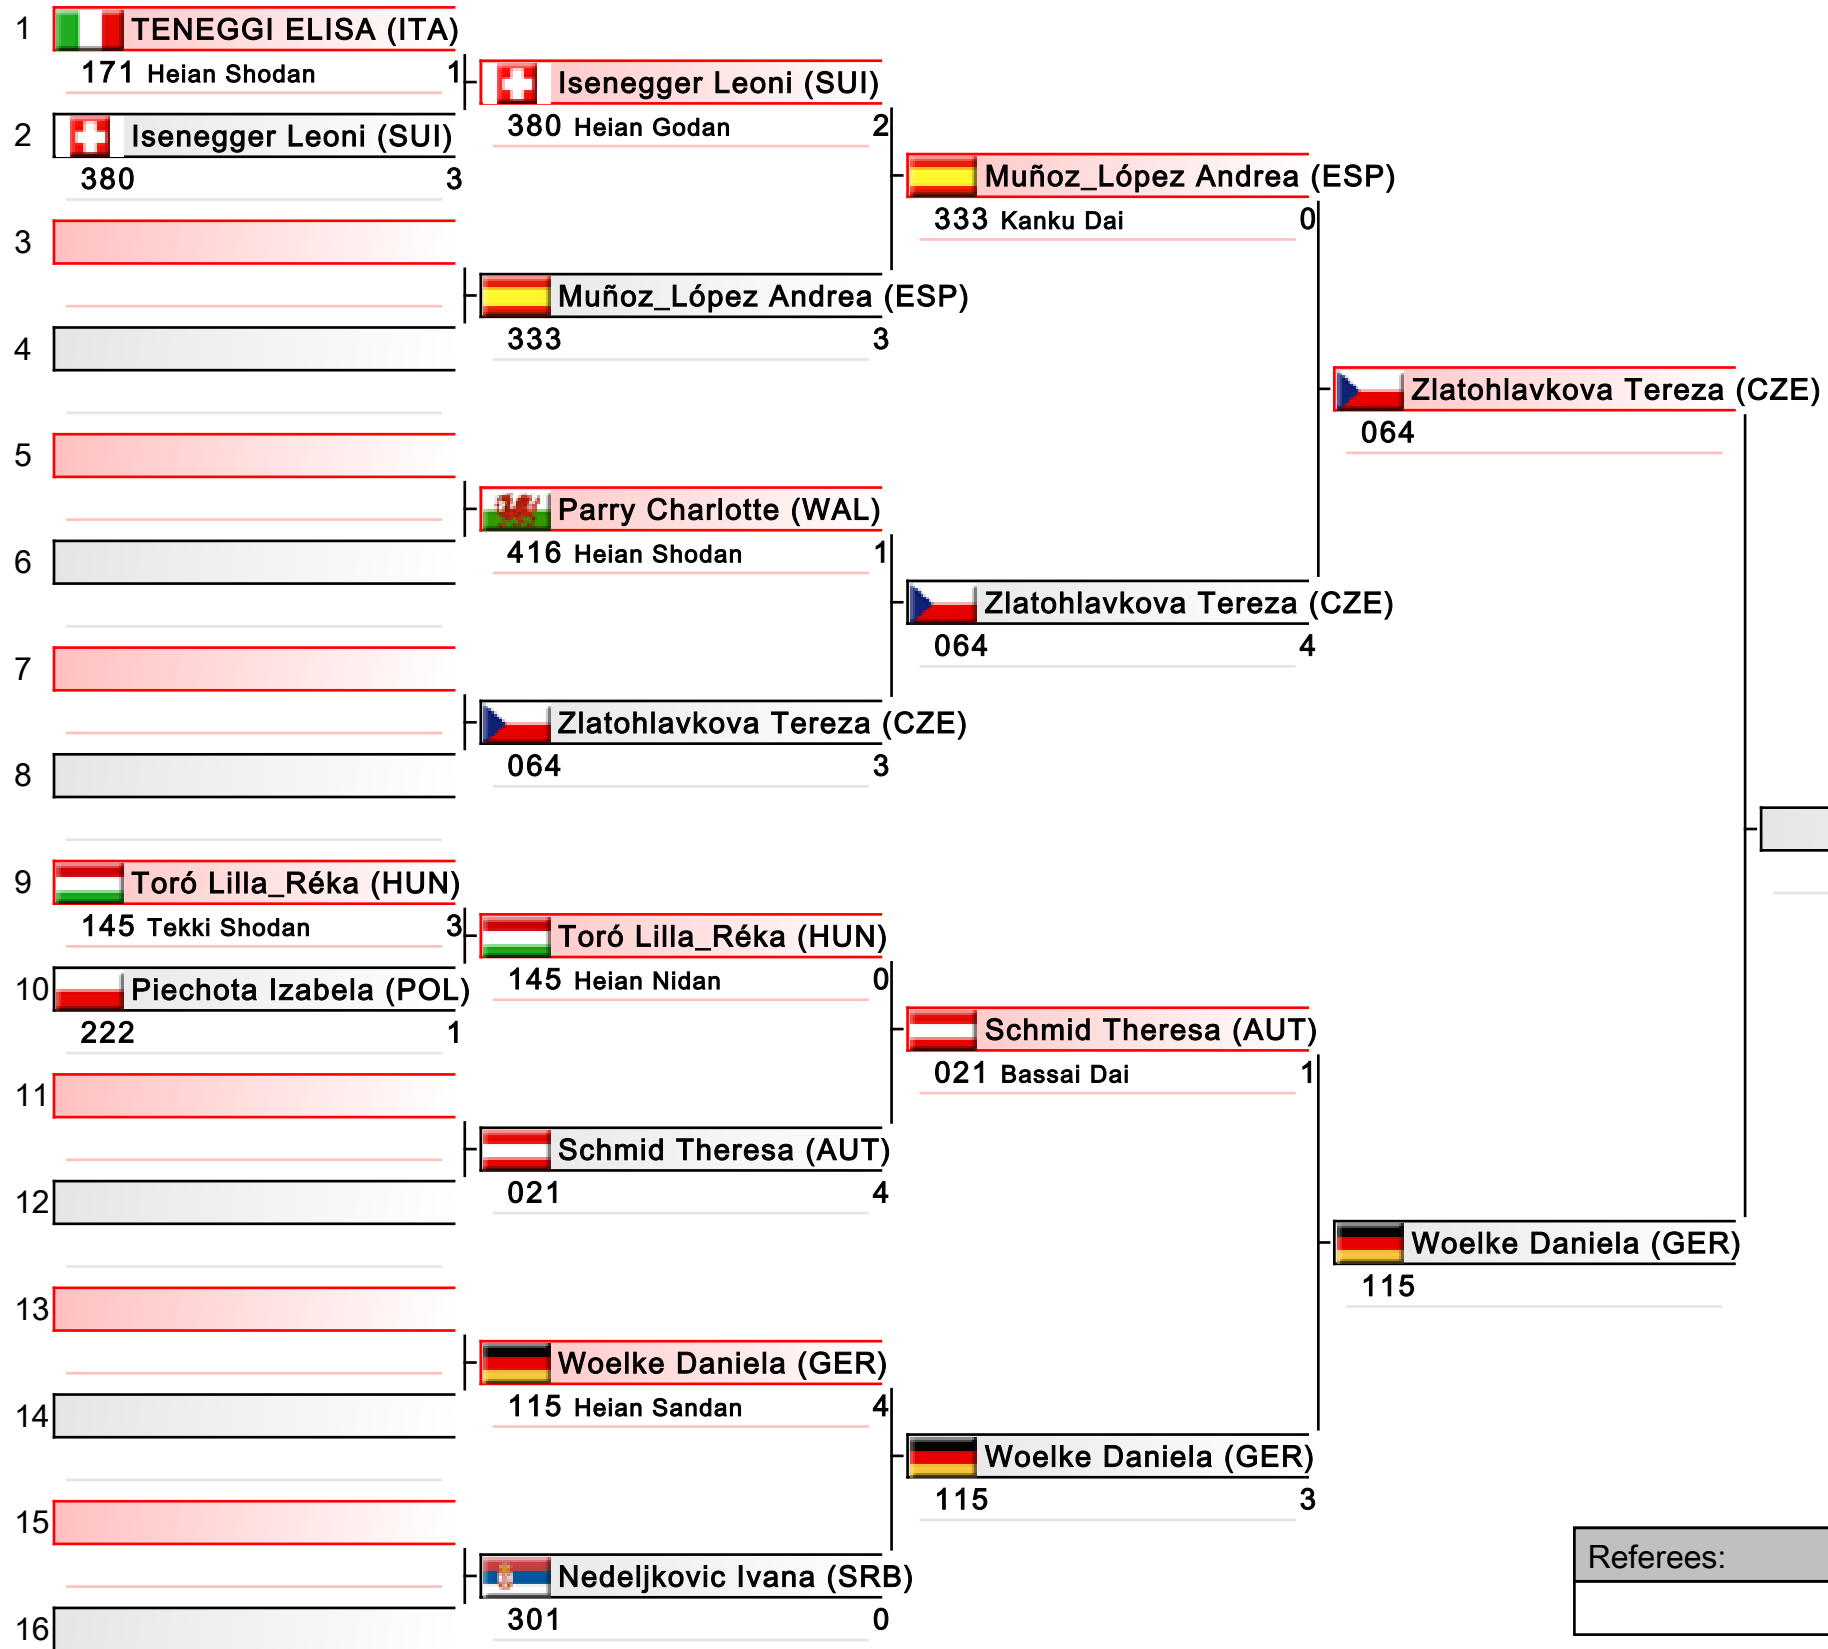 1 TENEGGI ELISA (ITA)
171 Heian Shodan 1
2 Isenegger Leoni (SUI)
380 3
3
4
5
6
7
8
9 Toró Lilla_Réka (HUN)
145 Tekki Shodan 3
10 Piechota Izabela (POL)
222 1
11
12
13
14
15
16
Isenegger Leoni (SUI)
380 Heian Godan 2
Muñoz_López Andrea (ESP)
333 3
Parry Charlotte (WAL)
416 Heian Shodan 1
Zlatohlavkova Tereza (CZE)
064 3
Toró Lilla_Réka (HUN)
145 Heian Nidan 0
Schmid Theresa (AUT)
021 4
Woelke Daniela (GER)
115 Heian Sandan 4
Nedeljkovic Ivana (SRB)
301 0
Muñoz_López Andrea (ESP)
333 Kanku Dai 0
Zlatohlavkova Tereza (CZE)
064 4
Schmid Theresa (AUT)
021 Bassai Dai 1
Woelke Daniela (GER)
115 3
Zlatohlavkova Tereza (CZE)
064
Woelke Daniela (GER)
115
Referees: